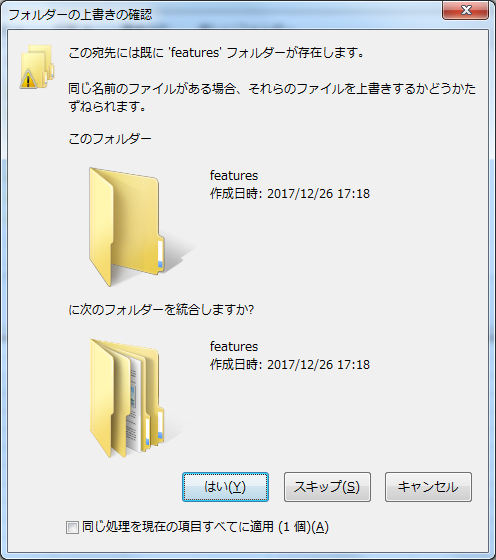 フォルダーの上書きの確認
この宛先には既に 'features' フォルダーが存在します。
同じ名前のファイルがある場合、それらのファイルを上書きするかどうかた
ずねられます。
このフォルダー
features
作成日時: 2017/12/26 17:18
に次のフォルダーを統合しますか?
features
作成日時: 2017/12/26 17:18
はい(Y)
スキップ(S)
キャンセル
同じ処理を現在の項目すべてに適用 (1 個)(A)